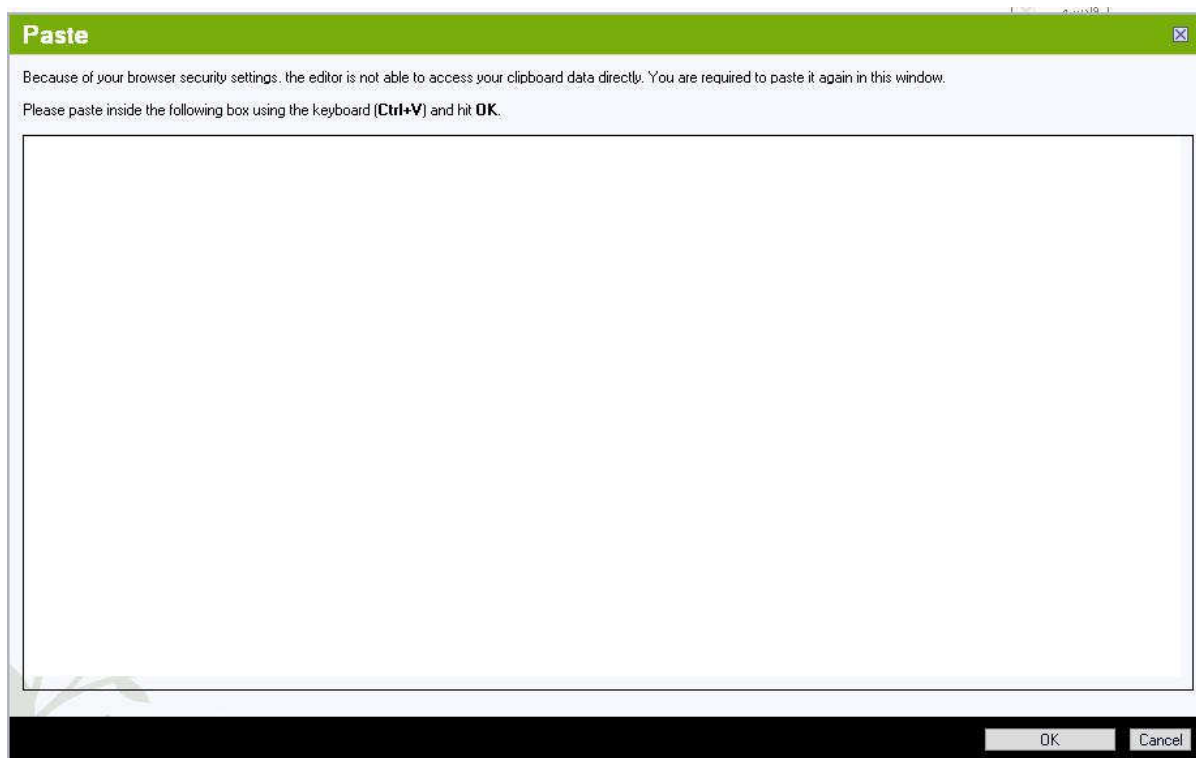 Paste
Because of your browser security settings, the editor is not able to access your clipboard data directly. You are required to paste it again in this window.
Please paste inside the following box using the keyboard (Ctrl+V) and hit OK.
OK
Cancel